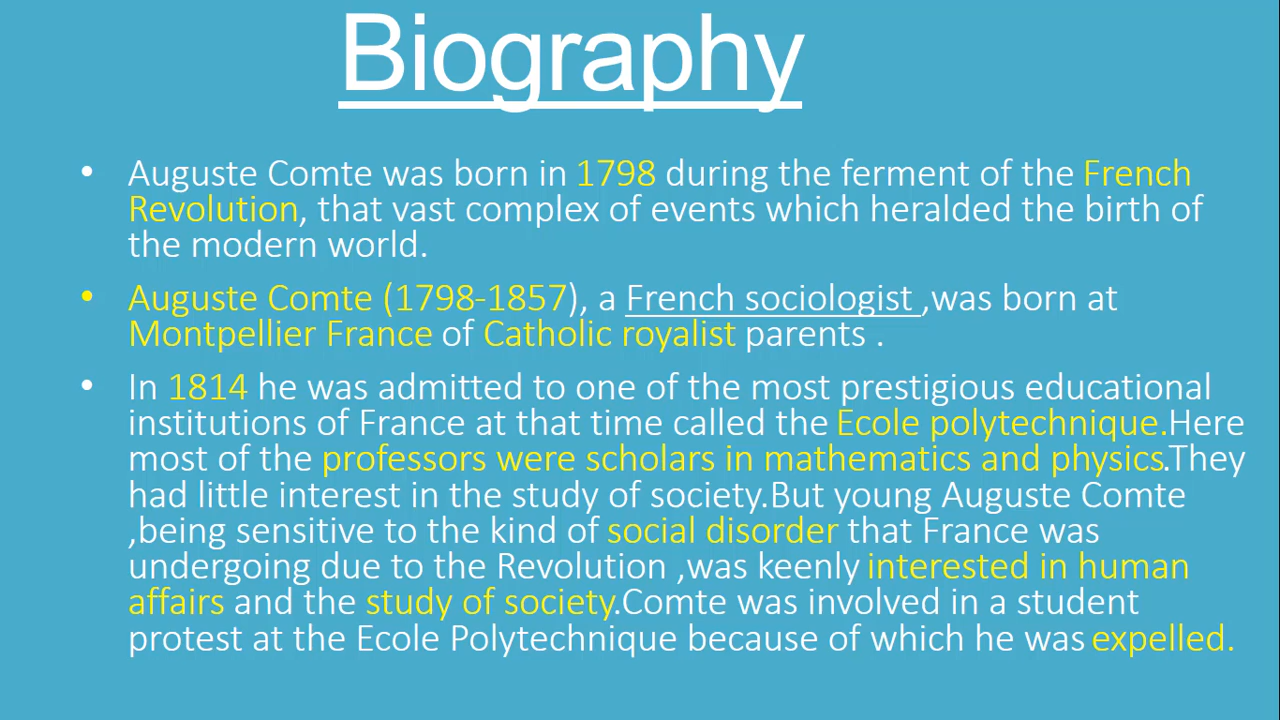 Biography
• Auguste Comte was born in 1798 during the ferment of the French
Revolution, that vast complex of events which heralded the birth of
the modern world.
• Auguste Comte (1798-1857), a French sociologist ,was born at
Montpellier France of Catholic royalist parents .
• In 1814 he was admitted to one of the most prestigious educational
institutions of France at that time called the Ecole polytechnique.Here
most of the professors were scholars in mathematics and physics.They
had little interest in the study of society.But young Auguste Comte
,being sensitive to the kind of social disorder that France was
undergoing due to the Revolution ,was keenly interested in human
affairs and the study of society.Comte was involved in a student
protest at the Ecole Polytechnique because of which he was expelled.